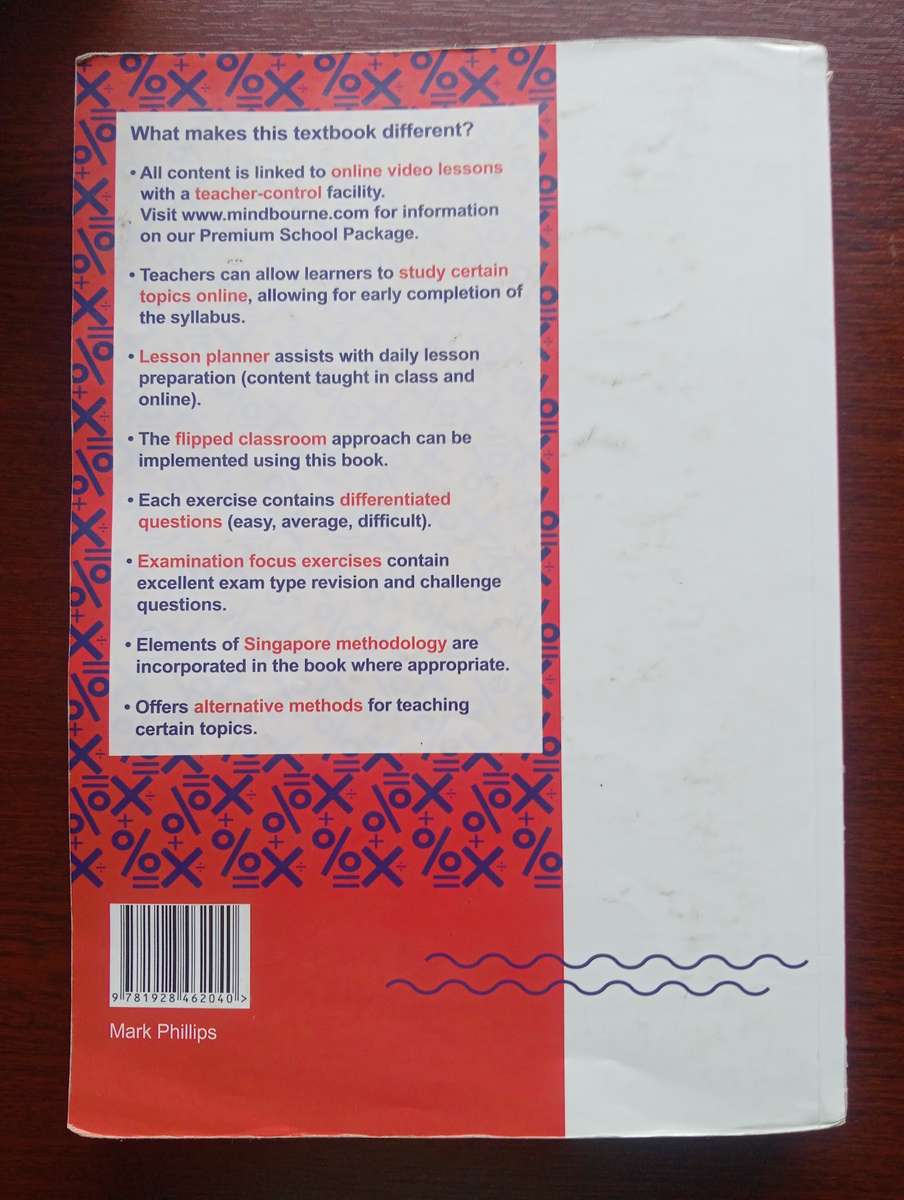 What makes this textbook different?
• All content is linked to online video lessons
with a teacher-control facility.
Visit www.mindbourne.com for information
on our Premium School Package.
• Teachers can allow learners to study certain
topics online, allowing for early completion of
the syllabus.
• Lesson planner assists with daily lesson
preparation (content taught in class and
online).
• The flipped classroom approach can be
implemented using this book.
• Each exercise contains differentiated
questions (easy, average, difficult).
• Examination focus exercises contain
excellent exam type revision and challenge
questions.
• Elements of Singapore methodology are
incorporated in the book where appropriate.
• Offers alternative methods for teaching
certain topics.
9 781928 462040 >
Mark Phillips